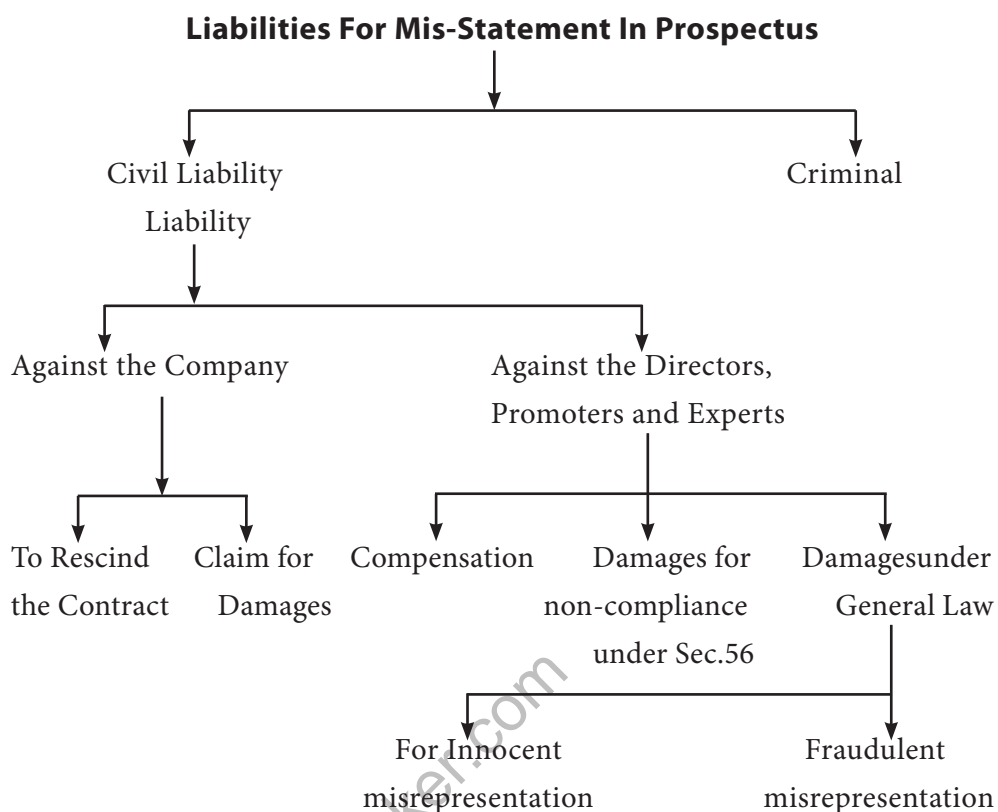 Liabilities For Mis-Statement In Prospectus
Civil Liability
Liability
Criminal
Against the Company
Against the Directors,
Promoters and Experts
To Rescind
the Contract
Claim for
Damages
Compensation
Damages for
non-compliance
under Sec.56
Damagesunder
General Law
For Innocent
misrepresentation
Fraudulent
misrepresentation
ker.com